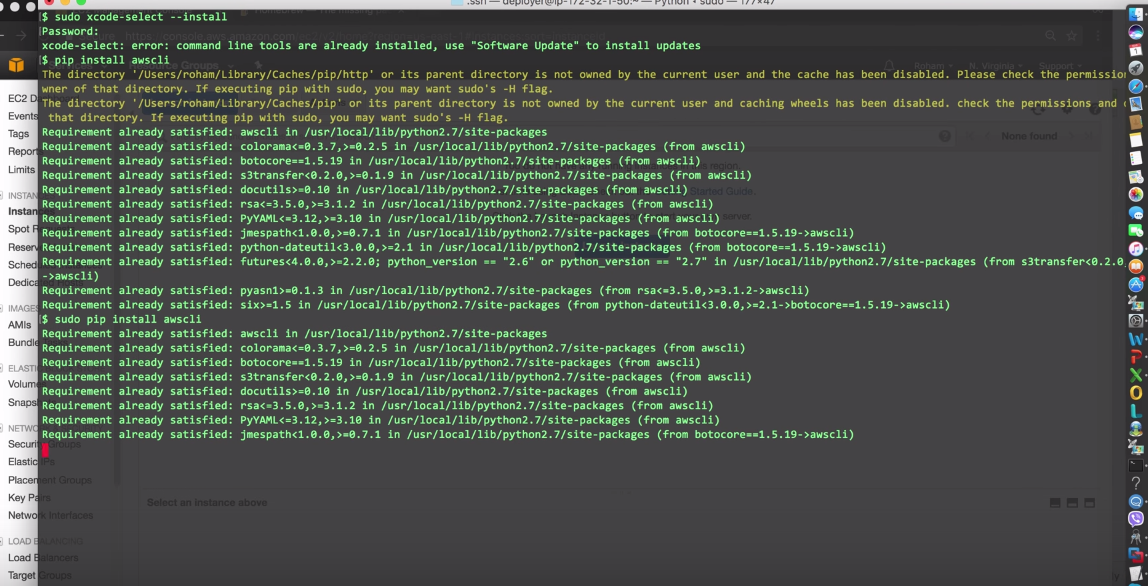 .ssh — deployer@ip-172-32-1-50:~ — Python • sudo — 177×47
$ sudo xcode-select --install
Password:
xcode-select: error: command line tools are already installed, use "Software Update" to install updates
$ pip install awscli
The directory '/Users/roham/Library/Caches/pip/http' or its parent directory is not owned by the current user and the cache has been disabled. Please check the permissio
wner of that directory. If executing pip with sudo, you may want sudo's -H flag.
The directory '/Users/roham/Library/Caches/pip' or its parent directory is not owned by the current user and caching wheels has been disabled. check the permissions and
that directory. If executing pip with sudo, you may want sudo's -H flag.
Requirement already satisfied: awscli in /usr/local/lib/python2.7/site-packages
Requirement already satisfied: colorama<=0.3.7,>=0.2.5 in /usr/local/lib/python2.7/site-packages (from awscli)
Requirement already satisfied: botocore==1.5.19 in /usr/local/lib/python2.7/site-packages (from awscli)
Requirement already satisfied: s3transfer<0.2.0,>=0.1.9 in /usr/local/lib/python2.7/site-packages (from awscli)
Requirement already satisfied: docutils>=0.10 in /usr/local/lib/python2.7/site-packages (from awscli)
Requirement already satisfied: rsa<=3.5.0,>=3.1.2 in /usr/local/lib/python2.7/site-packages (from awscli)
Requirement already satisfied: PyYAML<=3.12,>=3.10 in /usr/local/lib/python2.7/site-packages (from awscli)
Requirement already satisfied: jmespath<1.0.0,>=0.7.1 in /usr/local/lib/python2.7/site-packages (from botocore==1.5.19->awscli)
Requirement already satisfied: python-dateutil<3.0.0,>=2.1 in /usr/local/lib/python2.7/site-packages (from botocore==1.5.19->awscli)
Requirement already satisfied: futures<4.0.0,>=2.2.0; python_version == "2.6" or python_version == "2.7" in /usr/local/lib/python2.7/site-packages (from s3transfer<0.2.0,
->awscli)
Requirement already satisfied: pyasn1>=0.1.3 in /usr/local/lib/python2.7/site-packages (from rsa<=3.5.0,>=3.1.2->awscli)
Requirement already satisfied: six>=1.5 in /usr/local/lib/python2.7/site-packages (from python-dateutil<3.0.0,>=2.1->botocore==1.5.19->awscli)
$ sudo pip install awscli
Requirement already satisfied: awscli in /usr/local/lib/python2.7/site-packages
Requirement already satisfied: colorama<=0.3.7,>=0.2.5 in /usr/local/lib/python2.7/site-packages (from awscli)
Requirement already satisfied: botocore==1.5.19 in /usr/local/lib/python2.7/site-packages (from awscli)
Requirement already satisfied: s3transfer<0.2.0,>=0.1.9 in /usr/local/lib/python2.7/site-packages (from awscli)
Requirement already satisfied: docutils>=0.10 in /usr/local/lib/python2.7/site-packages (from awscli)
Requirement already satisfied: rsa<=3.5.0,>=3.1.2 in /usr/local/lib/python2.7/site-packages (from awscli)
Requirement already satisfied: PyYAML<=3.12,>=3.10 in /usr/local/lib/python2.7/site-packages (from awscli)
Requirement already satisfied: jmespath<1.0.0,>=0.7.1 in /usr/local/lib/python2.7/site-packages (from botocore==1.5.19->awscli)
EC2 D
Events
Tags
Report
Limits
INSTAN
Instan
Spot R
Reserv
Sched
Dedica
IMAGES
AMIs
Bundle
ELASTI
Volume
Snaps
NETWO
Security Groups
Elastic IPs
Placement Groups
Key Pairs
Network Interfaces
LOAD BALANCING
Load Balancers
Target Groups
None found
Select an instance above